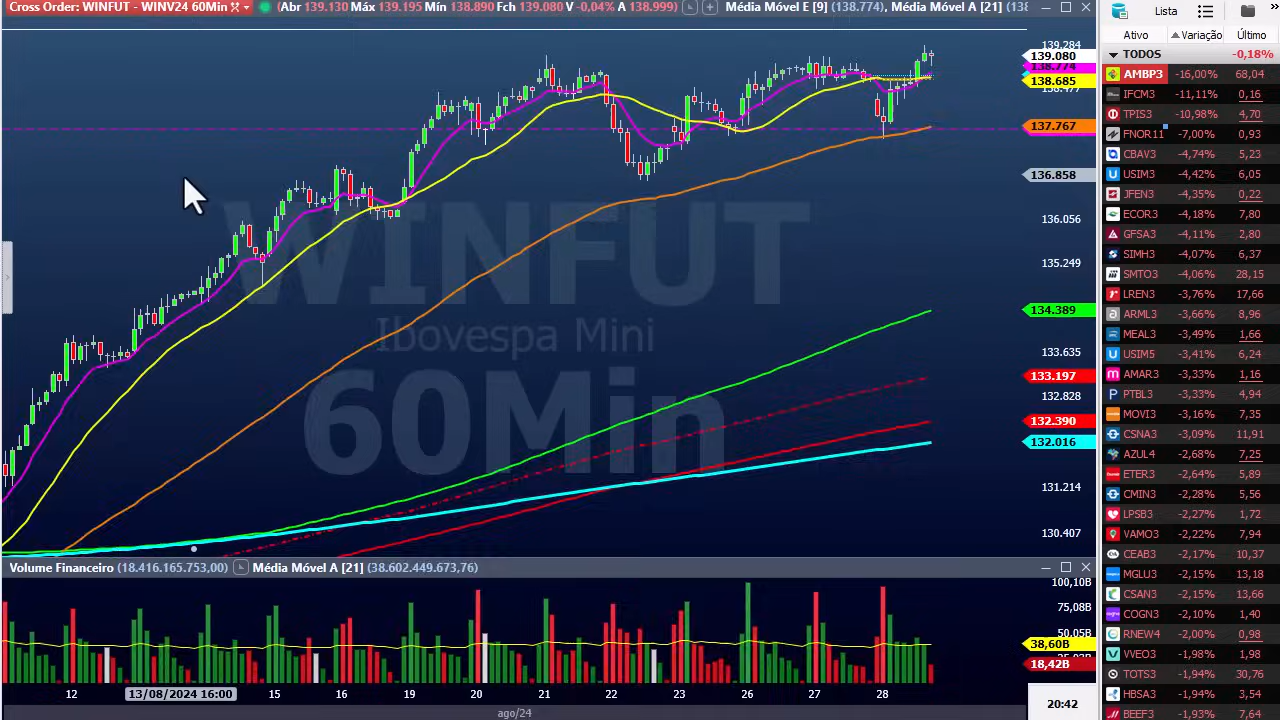 Cross Order: WINFUT - WINV24 60Min
(Abr 139.130 Máx 139.195 Mín 138.890 Fch 139.080 V -0,04% A 138.999)
Média Móvel E [9] (138.774), Média Móvel A [21] (138
139.284
139.080
138.774
138.685
138.477
137.767
136.858
136.056
135.249
134.389
133.635
133.197
132.828
132.390
132.016
131.214
130.407
WINFUT
Ibovespa Mini
60Min
Volume Financeiro (18.416.165.753,00)
Média Móvel A [21] (38.602.449.673,76)
100,10B
75,08B
50,05B
38,60B
18,42B
12
13/08/2024 16:00
15
16
19
20
21
22
23
26
27
28
ago/24
20:42
Lista
Ativo Variação Último
TODOS -0,18%
AMBP3 -16,00% 68,04
IFCM3 -11,11% 0,16
TPIS3 -10,98% 4,70
FNOR11 -7,00% 0,93
CBAV3 -4,74% 5,23
USIM3 -4,42% 6,05
JFEN3 -4,35% 0,22
ECOR3 -4,18% 7,80
GFSA3 -4,11% 2,80
SIMH3 -4,07% 6,37
SMTO3 -4,06% 28,15
LREN3 -3,76% 17,66
ARML3 -3,66% 8,96
MEAL3 -3,49% 1,66
USIM5 -3,41% 6,24
AMAR3 -3,33% 1,16
PTBL3 -3,33% 4,94
MOVI3 -3,16% 7,35
CSNA3 -3,09% 11,91
AZUL4 -2,68% 7,25
ETER3 -2,64% 5,89
CMIN3 -2,28% 5,56
LPSB3 -2,27% 1,72
VAMO3 -2,22% 7,94
CEAB3 -2,17% 10,37
MGLU3 -2,15% 13,18
CSAN3 -2,15% 13,66
COGN3 -2,10% 1,40
RNEW4 -2,00% 0,98
VVEO3 -1,98% 1,98
TOTS3 -1,94% 30,76
HBSA3 -1,94% 3,54
BEEF3 -1,93% 7,64